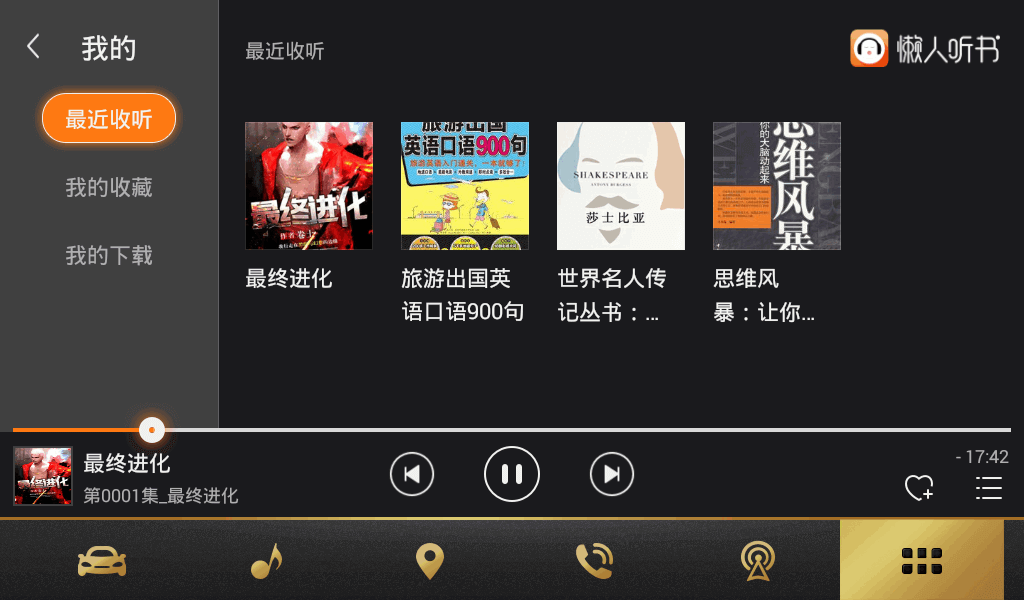 我的
最近收听
我的收藏
我的下载
最近收听
懒人听书
最终进化
作者 卷土
旅游出国
英语口语900句
旅游英语入门速成，一本就够了！
SHAKESPEARE
ANTONY BURGESS
莎士比亚
你的大脑动起来
思维风暴
最终进化
旅游出国英
语口语900句
世界名人传
记丛书：...
思维风
暴：让你...
最终进化
最终进化
第0001集_最终进化
- 17:42